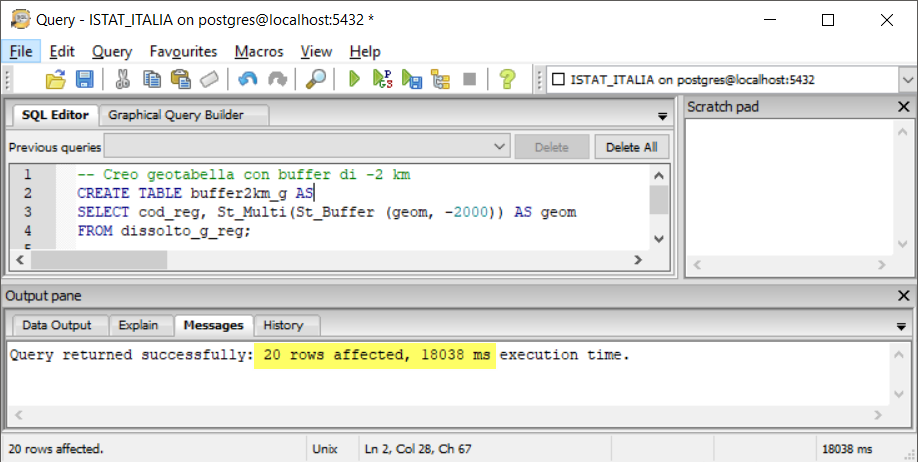 Query - ISTAT_ITALIA on postgres@localhost:5432 *
File Edit Query Favourites Macros View Help
ISTAT_ITALIA on postgres@localhost:5432
SQL Editor Graphical Query Builder
Previous queries Delete Delete All
1 -- Creo geotabella con buffer di -2 km
2 CREATE TABLE buffer2km_g AS
3 SELECT cod_reg, St_Multi(St_Buffer (geom, -2000)) AS geom
4 FROM dissolto_g_reg;
5
Scratch pad
Output pane
Data Output Explain Messages History
Query returned successfully: 20 rows affected, 18038 ms execution time.
20 rows affected. Unix Ln 2, Col 28, Ch 67 18038 ms